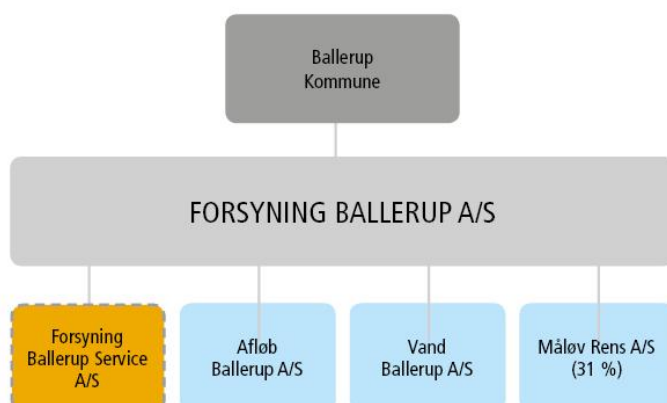 Ballerup
Kommune
FORSYNING BALLERUP A/S
Forsyning
Ballerup Service
A/S
Afløb
Ballerup A/S
Vand
Ballerup A/S
Måløv Rens A/S
(31 %)